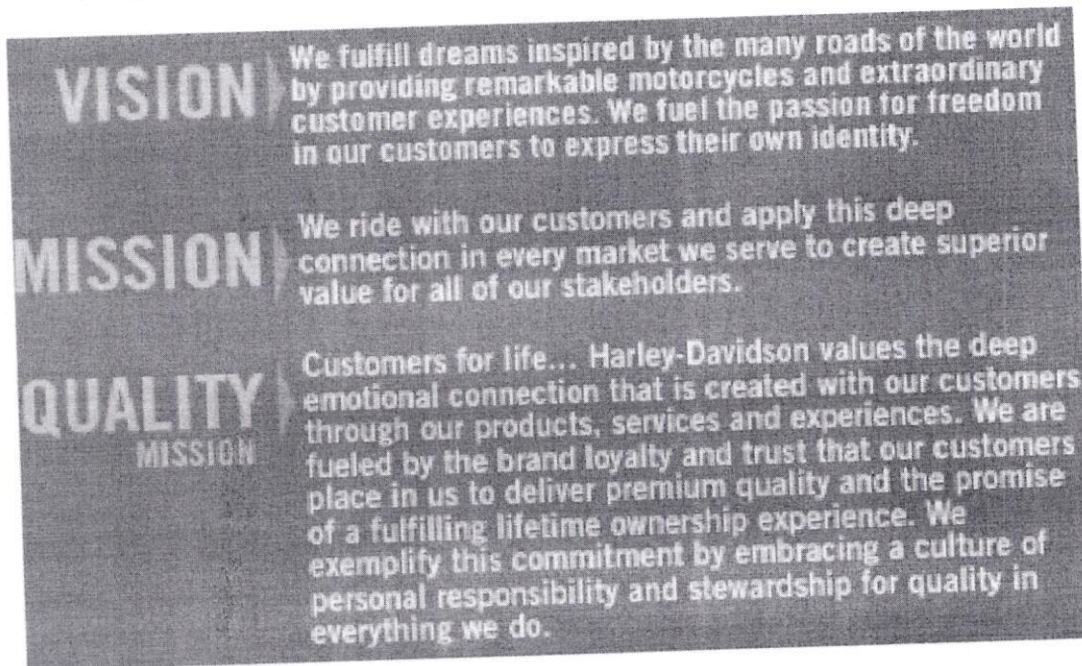 VISION
We fulfill dreams inspired by the many roads of the world
by providing remarkable motorcycles and extraordinary
customer experiences. We fuel the passion for freedom
in our customers to express their own identity.
MISSION
We ride with our customers and apply this deep
connection in every market we serve to create superior
value for all of our stakeholders.
QUALITY
MISSION
Customers for life... Harley-Davidson values the deep
emotional connection that is created with our customers
through our products, services and experiences. We are
fueled by the brand loyalty and trust that our customers
place in us to deliver premium quality and the promise
of a fulfilling lifetime ownership experience. We
exemplify this commitment by embracing a culture of
personal responsibility and stewardship for quality in
everything we do.